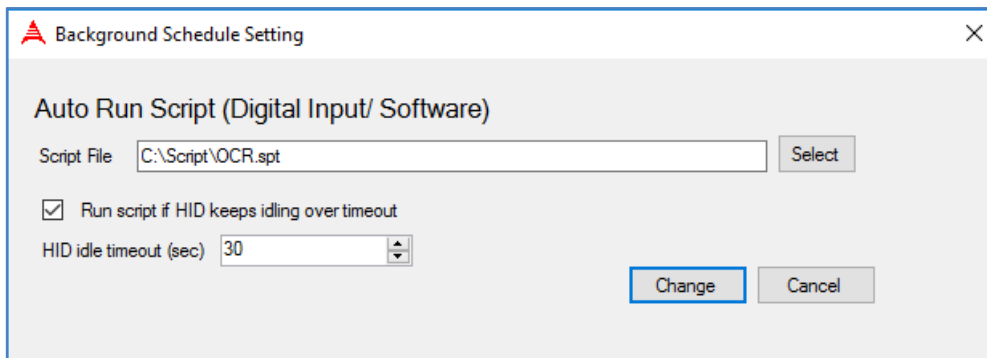 Background Schedule Setting
Auto Run Script (Digital Input/ Software)
Script File C:\Script\OCR.spt Select
Run script if HID keeps idling over timeout
HID idle timeout (sec) 30
Change Cancel